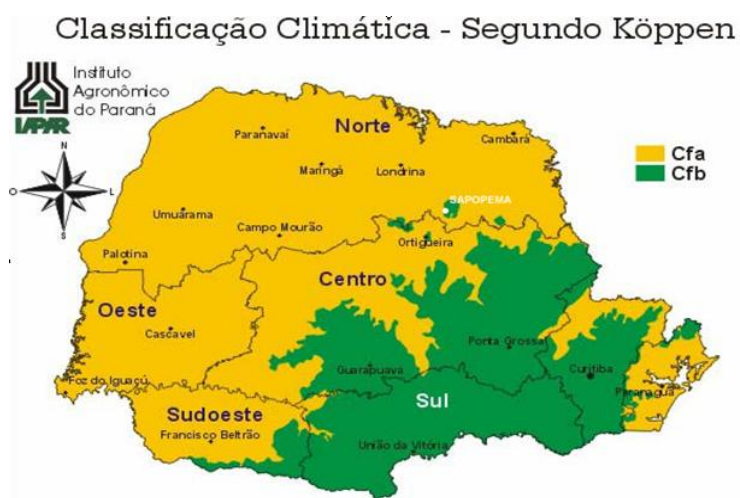 Classificação Climática - Segundo Köppen
Instituto
Agronômico
do Paraná
IAPAR
N
O
L
S
Cfa
Cfb
Norte
Paranavaí
Cambará
Maringá
Londrina
SAPOPEMA
Umuarama
Campo Mourão
Ortigueira
Palotina
Centro
Oeste
Cascavel
Ponta Grossa
Guarapuava
Curitiba
Foz do Iguaçú
Paranaguá
Sul
Sudoeste
Francisco Beltrão
União da Vitória